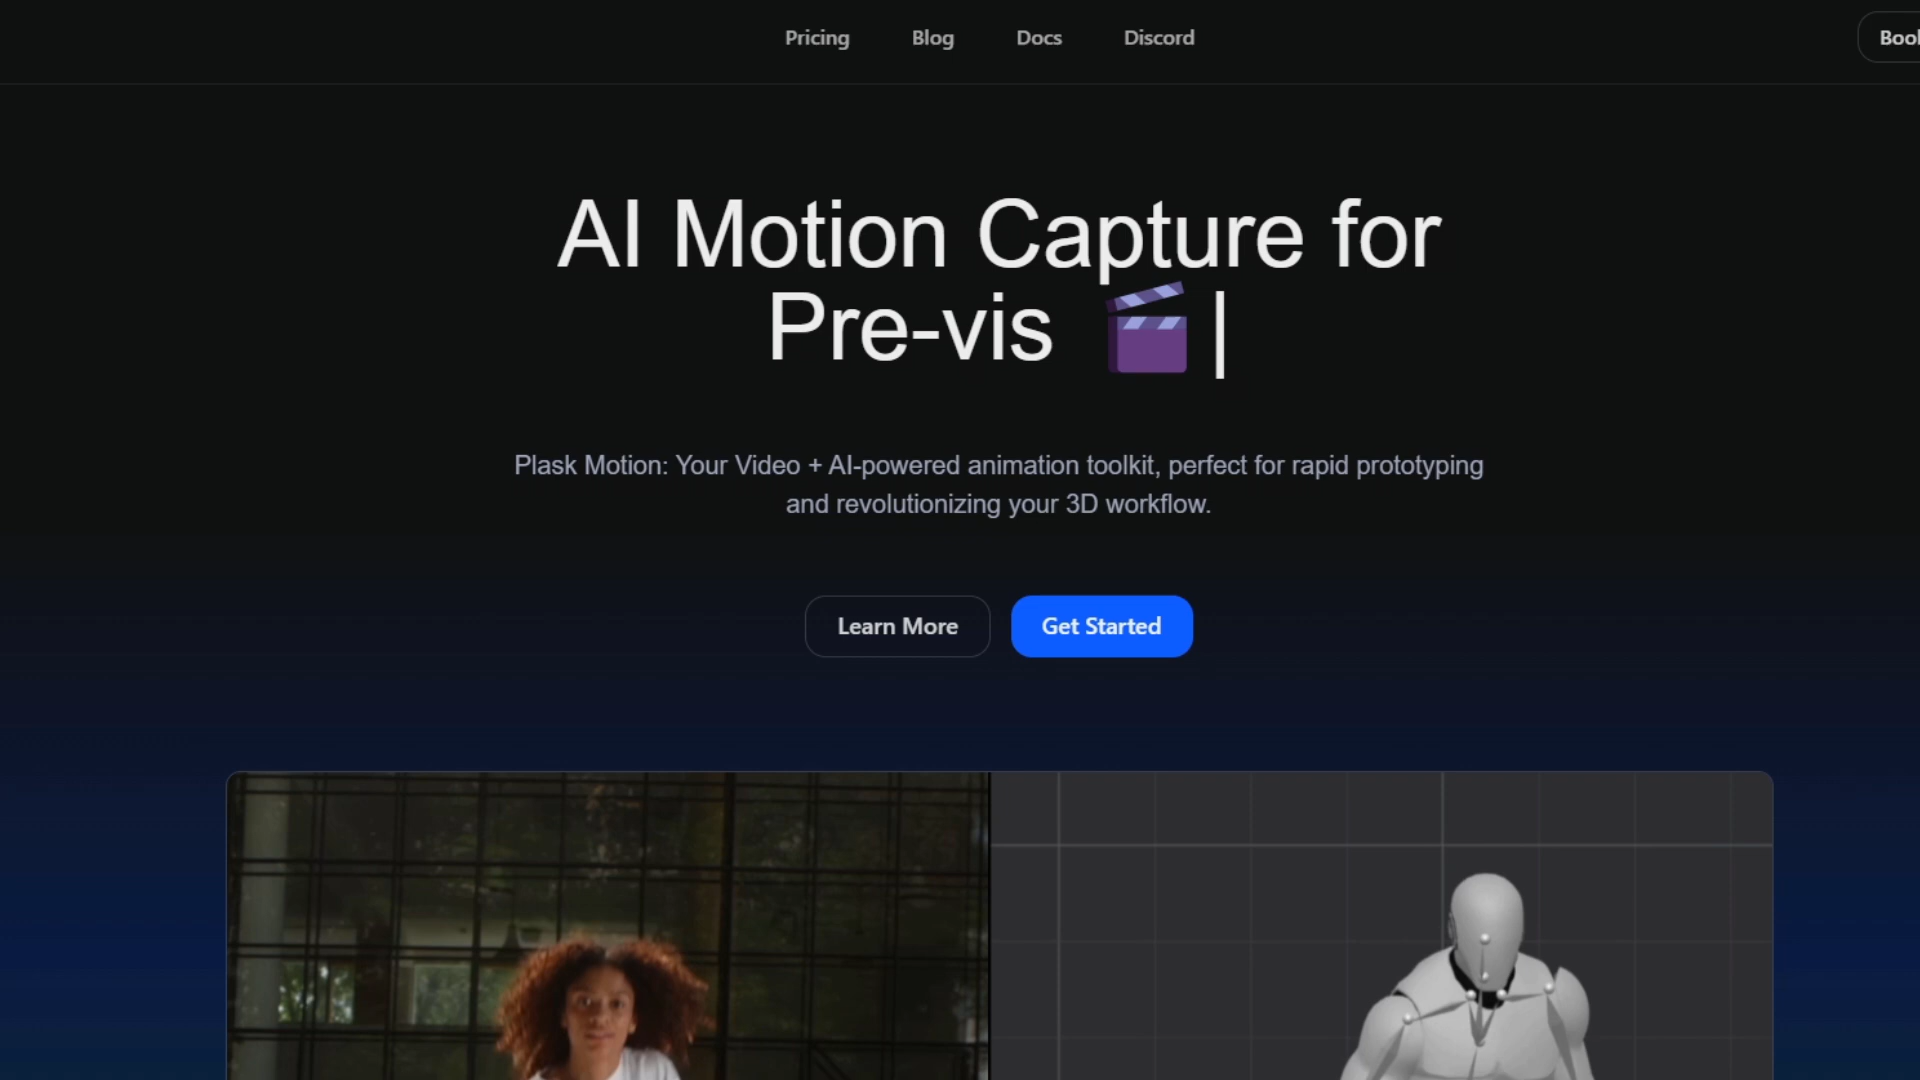 Pricing Blog Docs Discord
AI Motion Capture for
Pre-vis 🎬|
Plask Motion: Your Video + AI-powered animation toolkit, perfect for rapid prototyping
and revolutionizing your 3D workflow.
Learn More Get Started